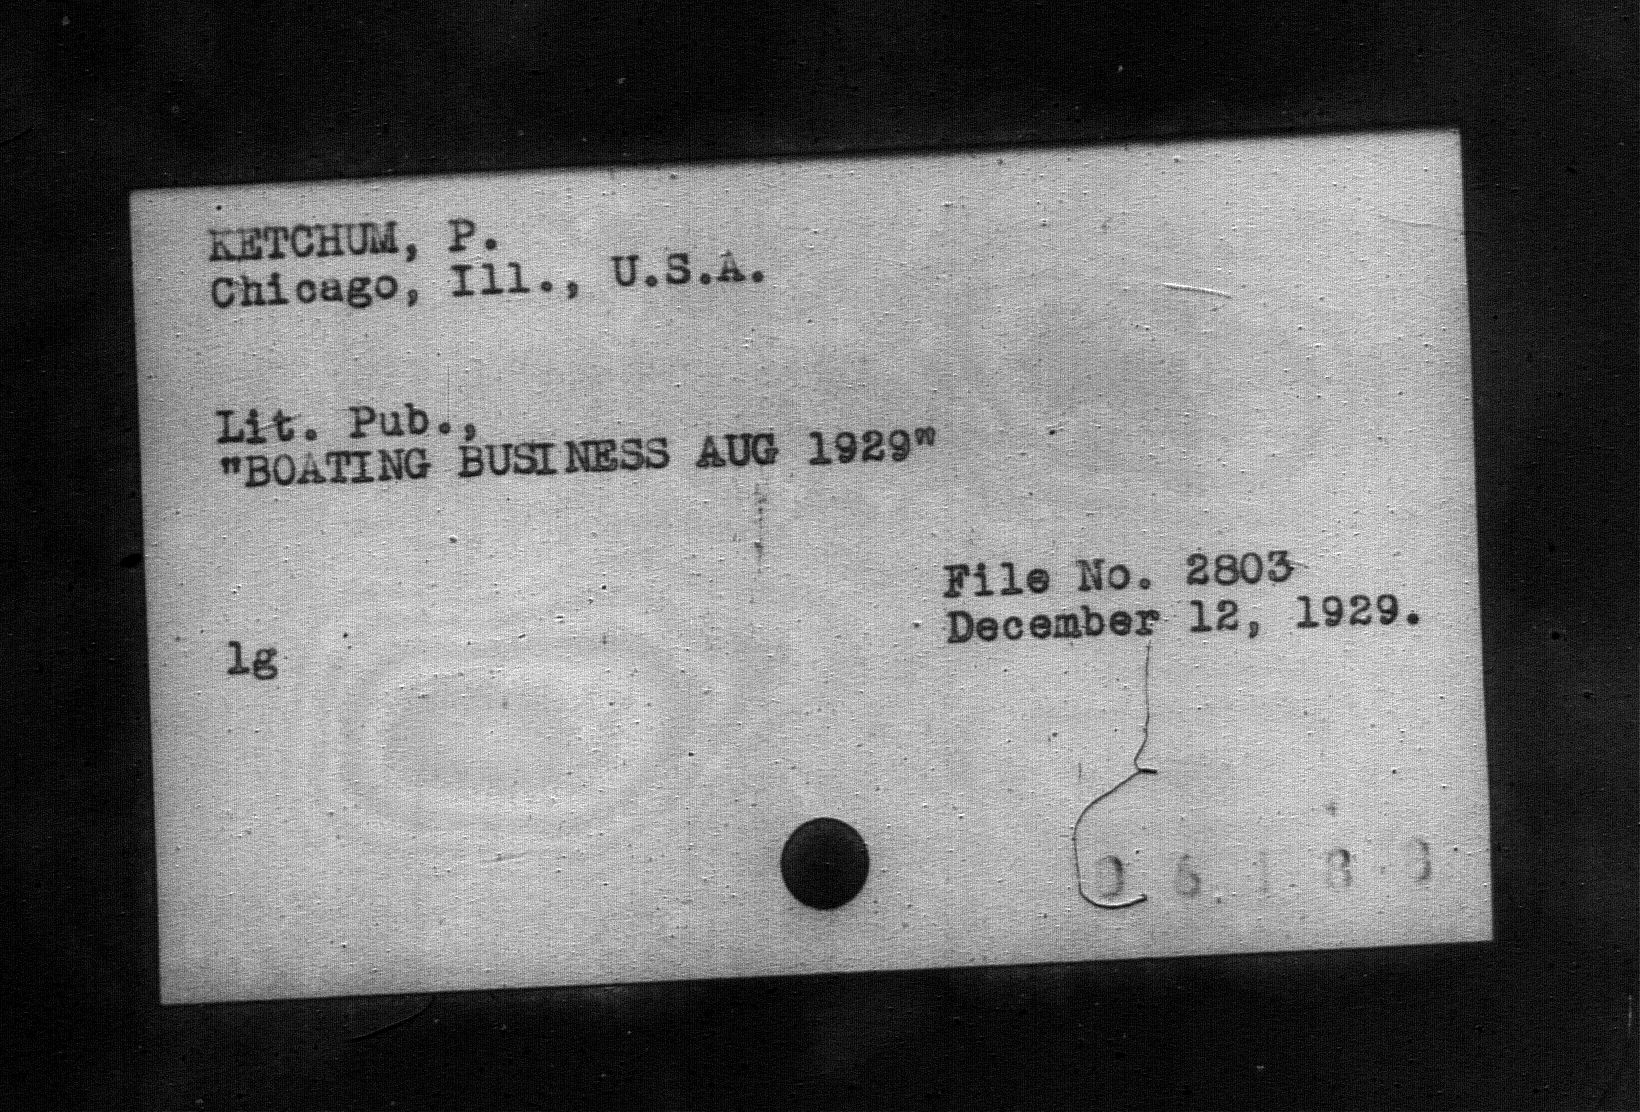 KETCHUM, P.
Chicago, Ill., U.S.A.
Lit. Pub.,
"BOATING BUSINESS AUG 1929"
File No. 2803
December 12, 1929.
lg